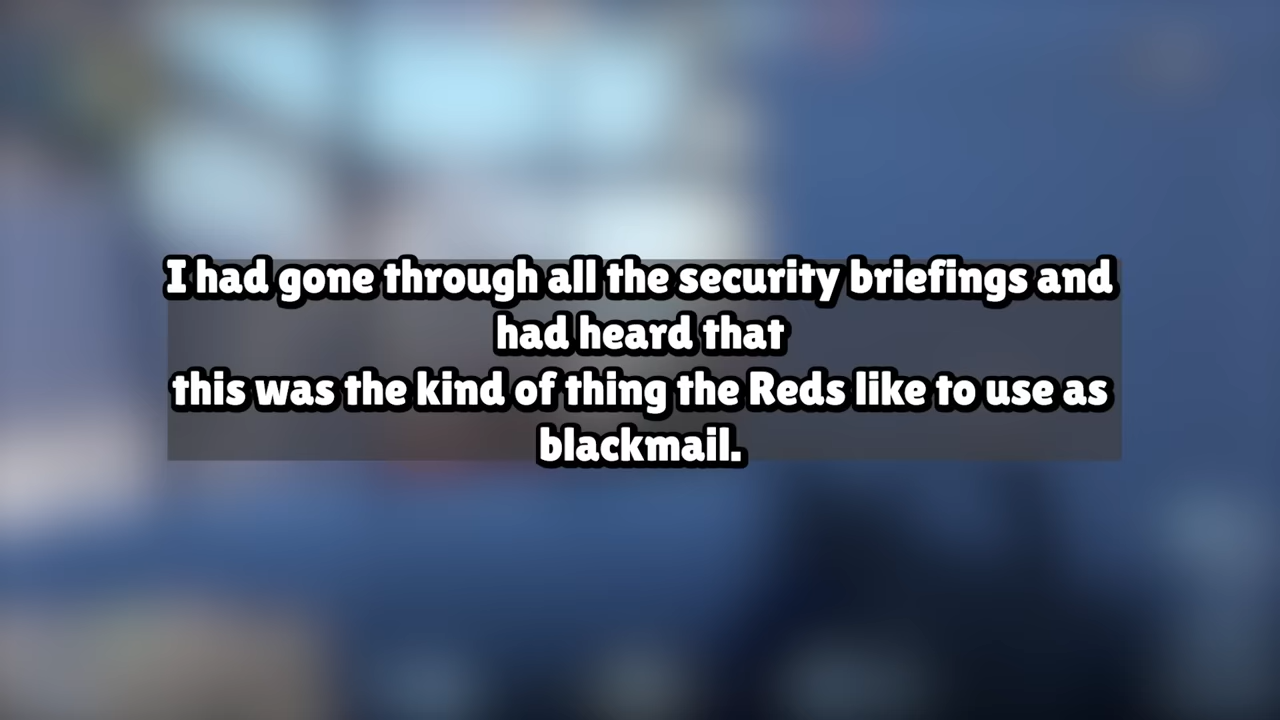 I had gone through all the security briefings and
had heard that
this was the kind of thing the Reds like to use as
blackmail.